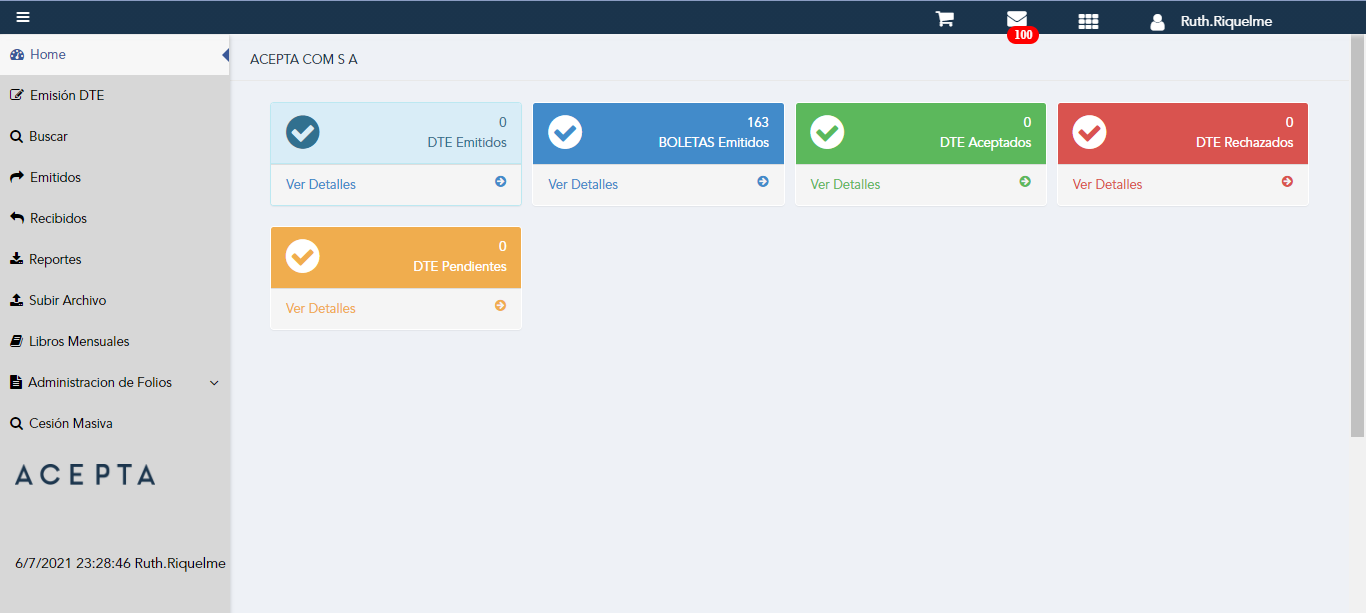 100
Ruth.Riquelme
Home
Emisión DTE
Buscar
Emitidos
Recibidos
Reportes
Subir Archivo
Libros Mensuales
Administracion de Folios
Cesión Masiva
ACEPTA
6/7/2021 23:28:46 Ruth.Riquelme
ACEPTA COM S A
0
DTE Emitidos
Ver Detalles
163
BOLETAS Emitidos
Ver Detalles
0
DTE Aceptados
Ver Detalles
0
DTE Rechazados
Ver Detalles
0
DTE Pendientes
Ver Detalles